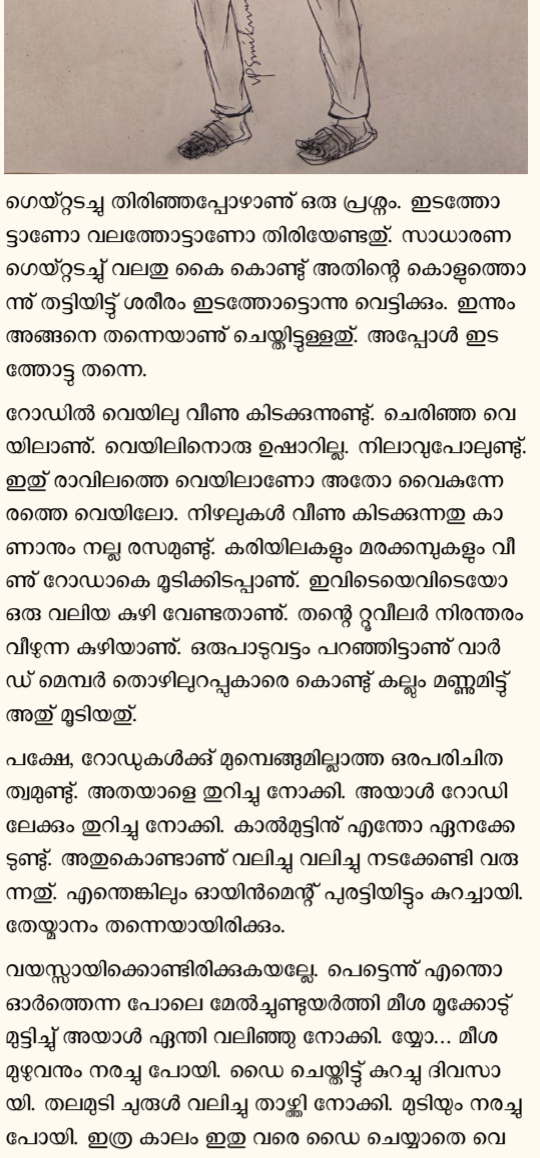 ഗെയ്റ്റടച്ചു തിരിഞ്ഞപ്പോഴാണ് ഒരു പ്രശ്നം. ഇടത്തോ
ട്ടാണോ വലത്തോട്ടാണോ തിരിയേണ്ടത്. സാധാരണ
ഗെയ്റ്റടച്ച് വലതു കൈ കൊണ്ട് അതിന്റെ കൊളുത്തൊ
ന്ന് തട്ടിയിട്ട് ശരീരം ഇടത്തോട്ടൊന്നു വെട്ടിക്കും. ഇന്നും
അങ്ങനെ തന്നെയാണ് ചെയ്തിട്ടുള്ളത്. അപ്പോൾ ഇട
ത്തോട്ടു തന്നെ.
റോഡിൽ വെയിലു വീണു കിടക്കുന്നുണ്ട്. ചെരിഞ്ഞ വെ
യിലാണ്. വെയിലിനൊരു ഉഷാറില്ല. നിലാവുപോലുണ്ട്.
ഇത് രാവിലത്തെ വെയിലാണോ അതോ വൈകുന്നേ
രത്തെ വെയിലോ. നിഴലുകൾ വീണു കിടക്കുന്നതു കാ
ണാനും നല്ല രസമുണ്ട്. കരിയിലകളും മരക്കമ്പുകളും വീ
ണ് റോഡാകെ മൂടിക്കിടപ്പാണ്. ഇവിടെയെവിടെയോ
ഒരു വലിയ കുഴി വേണ്ടതാണ്. തന്റെ റ്റൂവീലർ നിരന്തരം
വീഴുന്ന കുഴിയാണ്. ഒരുപാടുവട്ടം പറഞ്ഞിട്ടാണ് വാർ
ഡ് മെമ്പർ തൊഴിലുറപ്പുകാരെ കൊണ്ട് കല്ലും മണ്ണുമിട്ട്
അത് മൂടിയത്.
പക്ഷേ, റോഡുകൾക്ക് മുമ്പെങ്ങുമില്ലാത്ത ഒരപരിചിത
ത്വമുണ്ട്. അതയാളെ തുറിച്ചു നോക്കി. അയാൾ റോഡി
ലേക്കും തുറിച്ചു നോക്കി. കാൽമുട്ടിന് എന്തോ ഏനക്കേ
ടുണ്ട്. അതുകൊണ്ടാണ് വലിച്ചു വലിച്ചു നടക്കേണ്ടി വരു
ന്നത്. എന്തെങ്കിലും ഓയിൻമെന്റ് പുരട്ടിയിട്ടും കുറച്ചായി.
തേയ്മാനം തന്നെയായിരിക്കും.
വയസ്സായിക്കൊണ്ടിരിക്കുകയല്ലേ. പെട്ടെന്ന് എന്തൊ
ഓർത്തെന്ന പോലെ മേൽച്ചുണ്ടുയർത്തി മീശ മൂക്കോട്
മുട്ടിച്ച് അയാൾ ഏന്തി വലിഞ്ഞു നോക്കി. യ്യോ... മീശ
മുഴുവനും നരച്ചു പോയി. ഡൈ ചെയ്തിട്ട് കുറച്ചു ദിവസാ
യി. തലമുടി ചുരുൾ വലിച്ചു താഴ്ത്തി നോക്കി. മുടിയും നരച്ചു
പോയി. ഇത്ര കാലം ഇതു വരെ ഡൈ ചെയ്യാതെ വെ